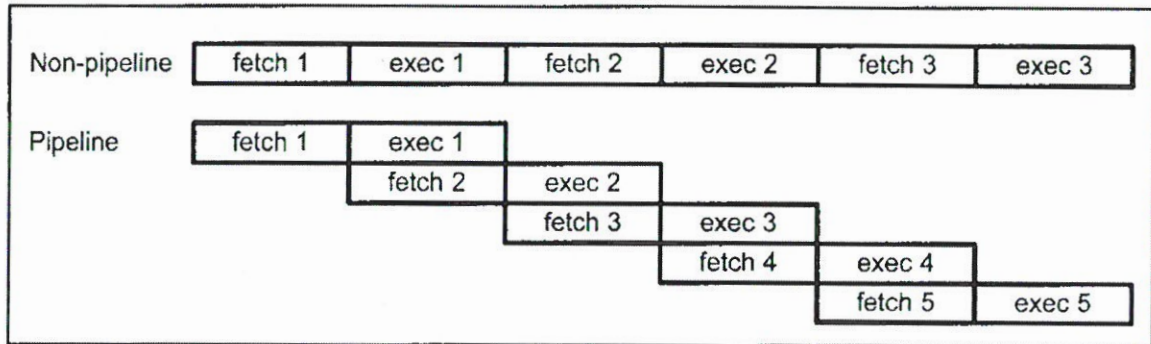 Non-pipeline fetch 1 exec 1 fetch 2 exec 2 fetch 3 exec 3
Pipeline fetch 1 exec 1
fetch 2 exec 2
fetch 3 exec 3
fetch 4 exec 4
fetch 5 exec 5